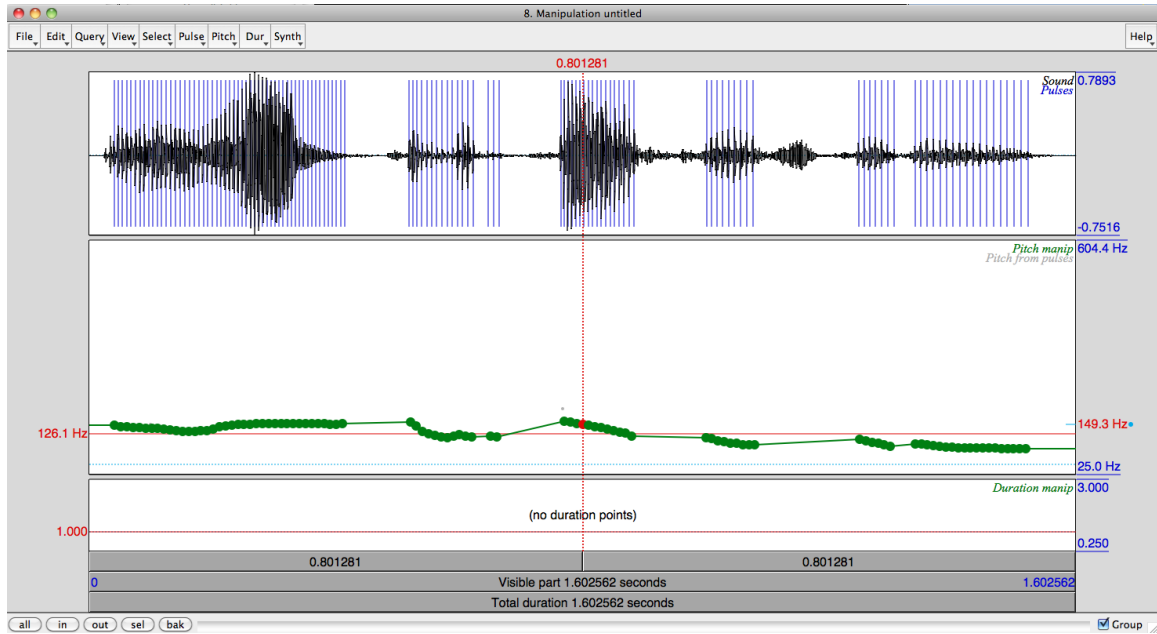 8. Manipulation untitled
File Edit Query View Select Pulse Pitch Dur Synth Help
0.801281
Sound 0.7893
Pulses
-0.7516
Pitch manip 604.4 Hz
Pitch from pulses
126.1 Hz 149.3 Hz
25.0 Hz
Duration manip 3.000
(no duration points)
1.000
0.250
0.801281 0.801281
0 Visible part 1.602562 seconds 1.602562
Total duration 1.602562 seconds
all in out sel bak Group